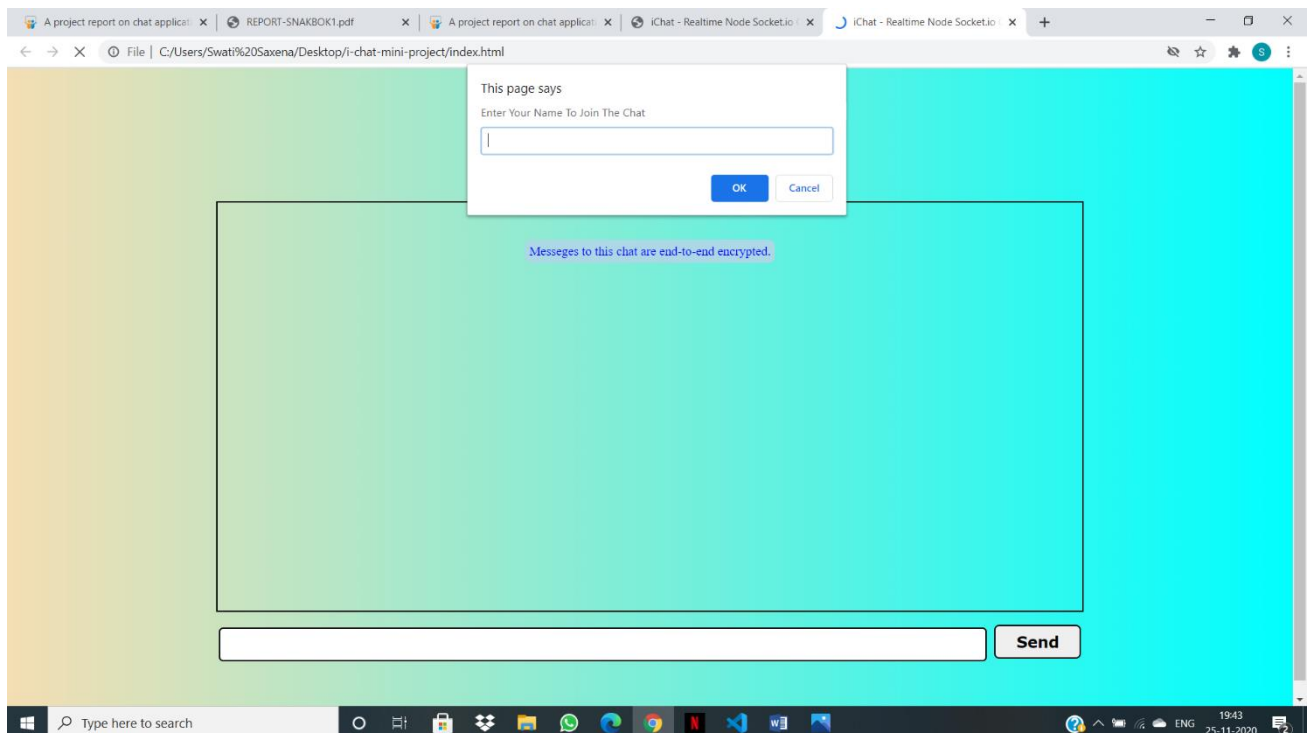 A project report on chat applicati
REPORT-SNAKBOK1.pdf
A project report on chat applicati
iChat - Realtime Node Socket.io
iChat - Realtime Node Socket.io
File | C:/Users/Swati%20Saxena/Desktop/i-chat-mini-project/index.html
S
This page says
Enter Your Name To Join The Chat
OK
Cancel
Messeges to this chat are end-to-end encrypted.
Send
Type here to search
ENG
19:43
25-11-2020